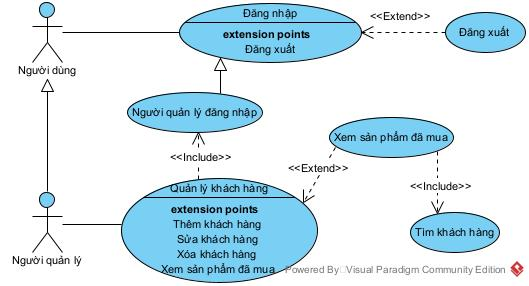 Đăng nhập
extension points
Đăng xuất
<<Extend>>
Đăng xuất
Người dùng
Người quản lý đăng nhập
Xem sản phẩm đã mua
<<Include>>
<<Extend>>
<<Include>>
Quản lý khách hàng
extension points
Thêm khách hàng
Sửa khách hàng
Xóa khách hàng
Xem sản phẩm đã mua
Tìm khách hàng
Người quản lý
Powered By Visual Paradigm Community Edition